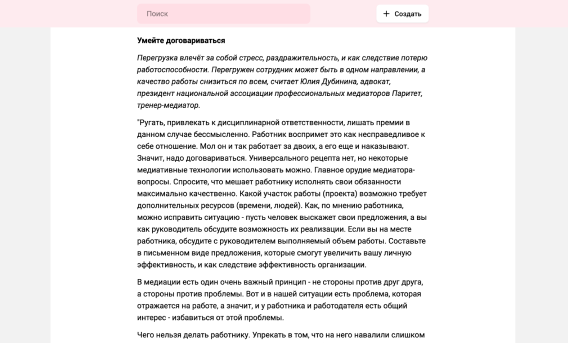 Поиск
+ Создать
Умейте договариваться
Перегрузка влечёт за собой стресс, раздражительность, и как следствие потерю
работоспособности. Перегружен сотрудник может быть в одном направлении, а
качество работы снизиться по всем, считает Юлия Дубинина, адвокат,
президент национальной ассоциации профессиональных медиаторов Паритет,
тренер-медиатор.
"Ругать, привлекать к дисциплинарной ответственности, лишать премии в
данном случае бессмысленно. Работник воспримет это как несправедливое к
себе отношение. Мол он и так работает за двоих, а его еще и наказывают.
Значит, надо договариваться. Универсального рецепта нет, но некоторые
медиативные технологии использовать можно. Главное орудие медиатора-
вопросы. Спросите, что мешает работнику исполнять свои обязанности
максимально качественно. Какой участок работы (проекта) возможно требует
дополнительных ресурсов (времени, людей). Как, по мнению работника,
можно исправить ситуацию - пусть человек выскажет свои предложения, а вы
как руководитель обсудите возможность их реализации. Если вы на месте
работника, обсудите с руководителем выполняемый объем работы. Составьте
в письменном виде предложения, которые смогут увеличить вашу личную
эффективность, и как следствие эффективность организации.
В медиации есть один очень важный принцип - не стороны против друг друга,
а стороны против проблемы. Вот и в нашей ситуации есть проблема, которая
отражается на работе, а значит, и у работника и работодателя есть общий
интерес - избавиться от этой проблемы.
Чего нельзя делать работнику. Упрекать в том, что на него навалили слишком